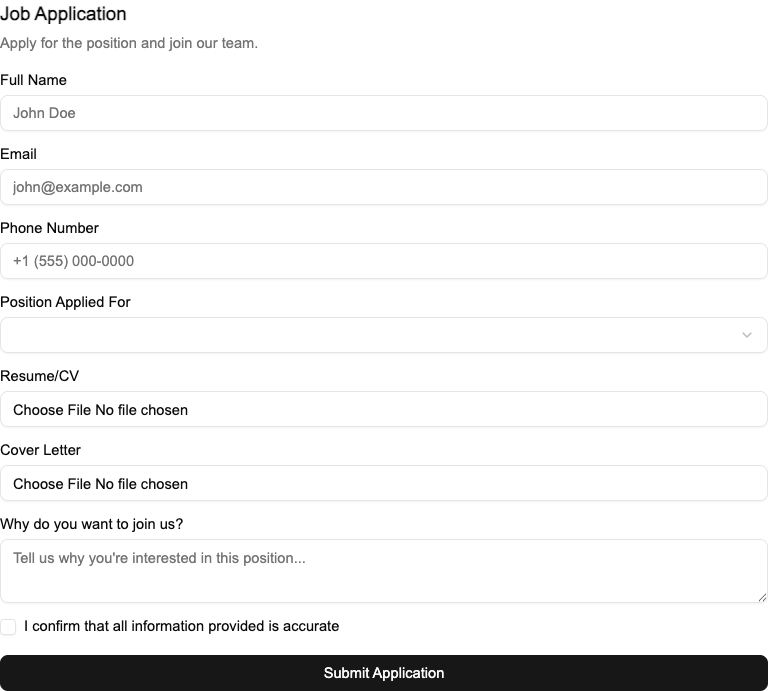 Job Application
Apply for the position and join our team.
Full Name
John Doe
Email
john@example.com
Phone Number
+1 (555) 000-0000
Position Applied For
Resume/CV
Choose File No file chosen
Cover Letter
Choose File No file chosen
Why do you want to join us?
Tell us why you're interested in this position...
I confirm that all information provided is accurate
Submit Application